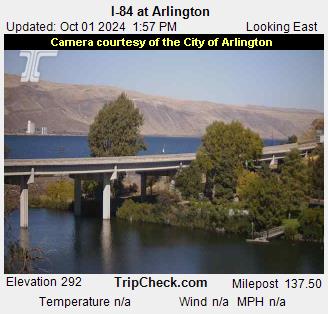 I-84 at Arlington
Updated: Oct 01 2024 1:57 PM Looking East
Camera courtesy of the City of Arlington
Elevation 292 TripCheck.com Milepost 137.50
Temperature n/a Wind n/a MPH n/a